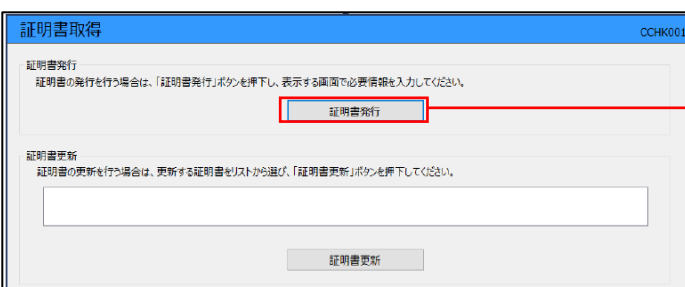 証明書取得
CCHK001
証明書発行
証明書の発行を行う場合は、「証明書発行」ボタンを押下し、表示する画面で必要情報を入力してください。
証明書発行
証明書更新
証明書の更新を行う場合は、更新する証明書をリストから選び、「証明書更新」ボタンを押下してください。
証明書更新